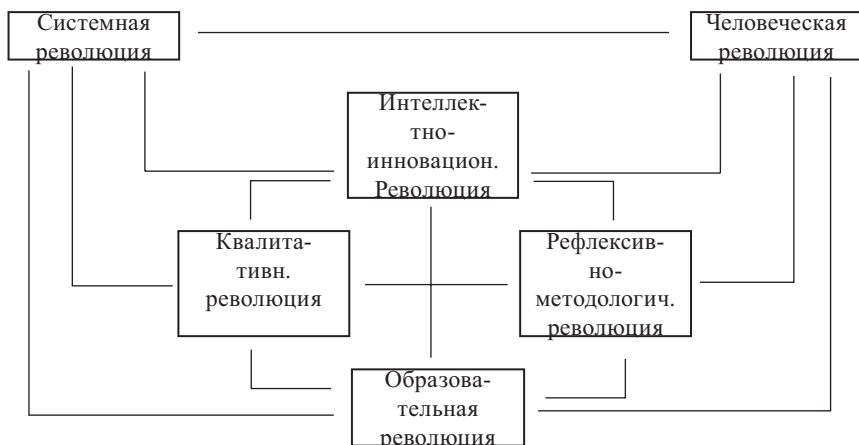 Системная
революция
Человеческая
революция
Интеллек-
тно-
инновацион.
Революция
Квалита-
тивн.
революция
Рефлексив-
но-
методологич.
революция
Образова-
тельная
революция